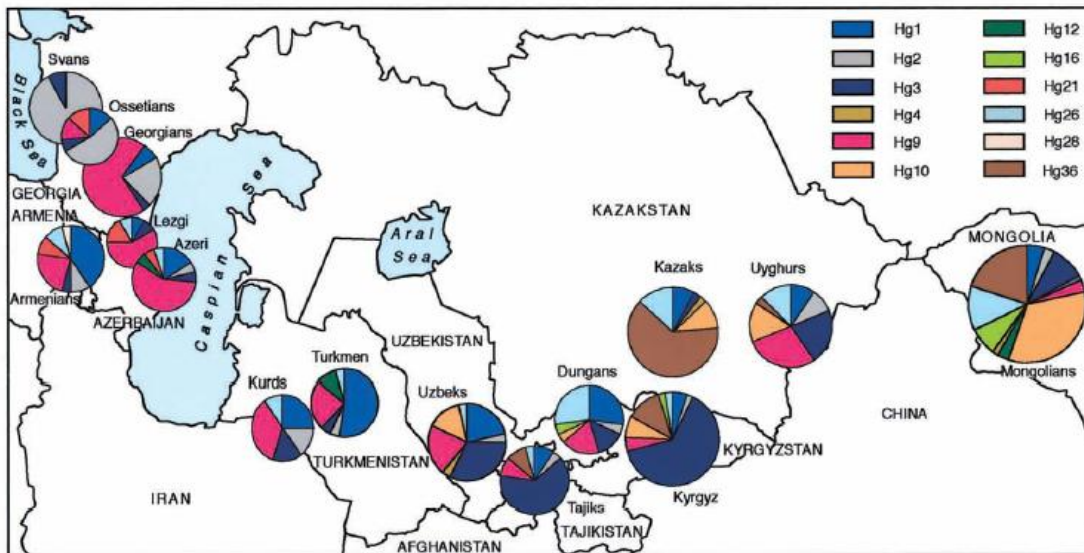 Svans
Ossetians
Georgians
Black Sea
GEORGIA
ARMENIA
Lezgi
Azeri
Armenians
AZERBAIJAN
Caspian Sea
Aral
Sea
KAZAKSTAN
Kazaks
Uyghurs
MONGOLIA
Mongolians
UZBEKISTAN
Turkmen
Kurds
Uzbeks
Dungans
TURKMENISTAN
KYRGYZSTAN
Kyrgyz
CHINA
IRAN
Tajiks
TAJIKISTAN
AFGHANISTAN
Hg1
Hg2
Hg3
Hg4
Hg9
Hg10
Hg12
Hg16
Hg21
Hg26
Hg28
Hg36